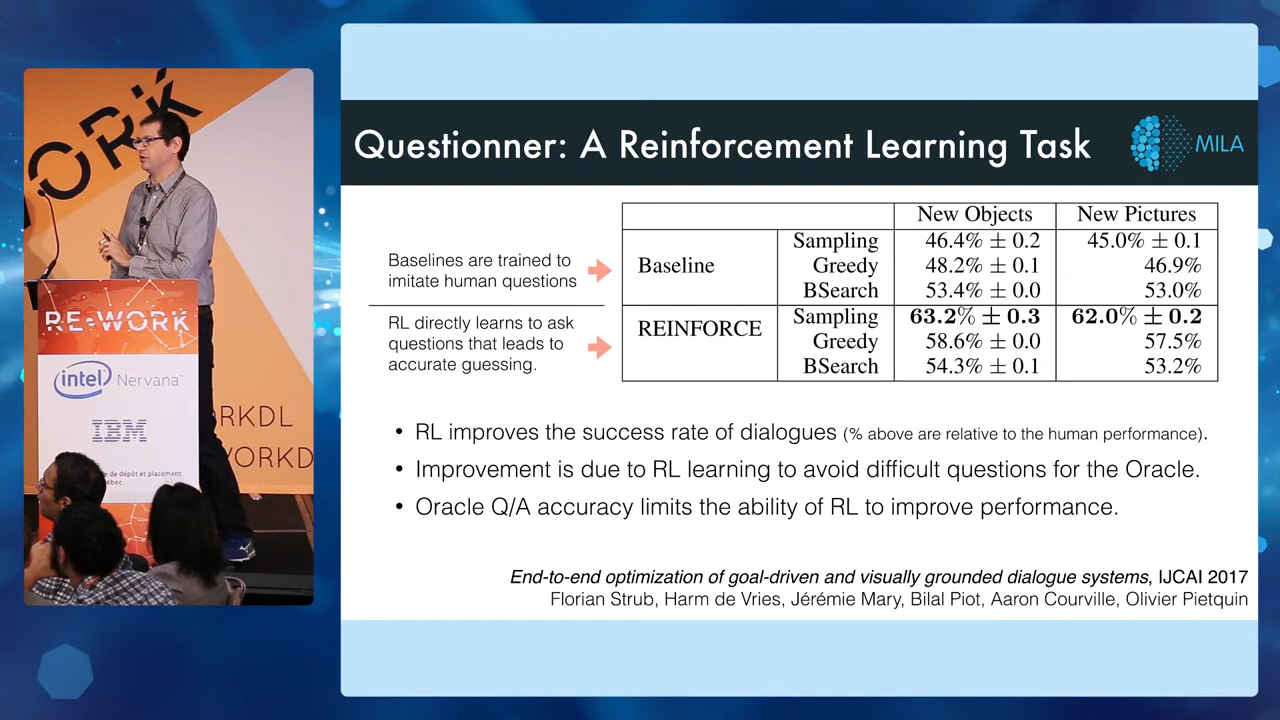 ORK
RE•WORK
intel Nervana™
IBM
e de dépôt et placement
ébec
RKDL
WORKD
Questionner: A Reinforcement Learning Task
MILA
Baselines are trained to
imitate human questions
RL directly learns to ask
questions that leads to
accurate guessing.
New Objects New Pictures
Baseline Sampling 46.4% ± 0.2 45.0% ± 0.1
Greedy 48.2% ± 0.1 46.9%
BSearch 53.4% ± 0.0 53.0%
REINFORCE Sampling 63.2% ± 0.3 62.0% ± 0.2
Greedy 58.6% ± 0.0 57.5%
BSearch 54.3% ± 0.1 53.2%
• RL improves the success rate of dialogues (% above are relative to the human performance).
• Improvement is due to RL learning to avoid difficult questions for the Oracle.
• Oracle Q/A accuracy limits the ability of RL to improve performance.
End-to-end optimization of goal-driven and visually grounded dialogue systems, IJCAI 2017
Florian Strub, Harm de Vries, Jérémie Mary, Bilal Piot, Aaron Courville, Olivier Pietquin